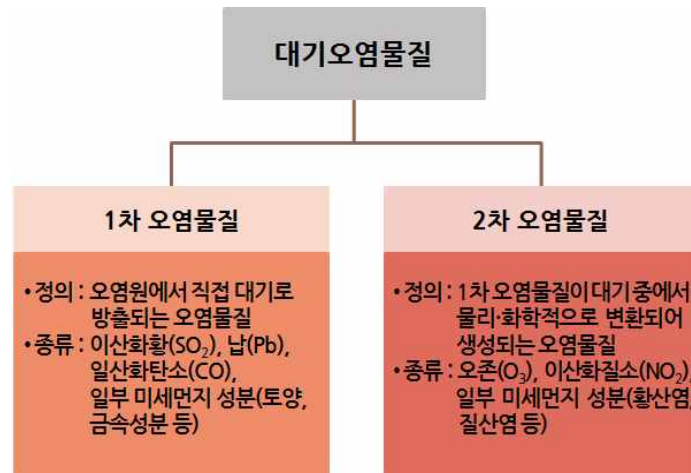 대기오염물질
1차 오염물질
• 정의 : 오염원에서 직접 대기로
방출되는 오염물질
• 종류 : 이산화황(SO₂), 납(Pb),
일산화탄소(CO),
일부 미세먼지 성분(토양,
금속성분 등)
2차 오염물질
• 정의 : 1차 오염물질이 대기 중에서
물리·화학적으로 변환되어
생성되는 오염물질
• 종류 : 오존(O₃), 이산화질소(NO₂),
일부 미세먼지 성분(황산염,
질산염 등)